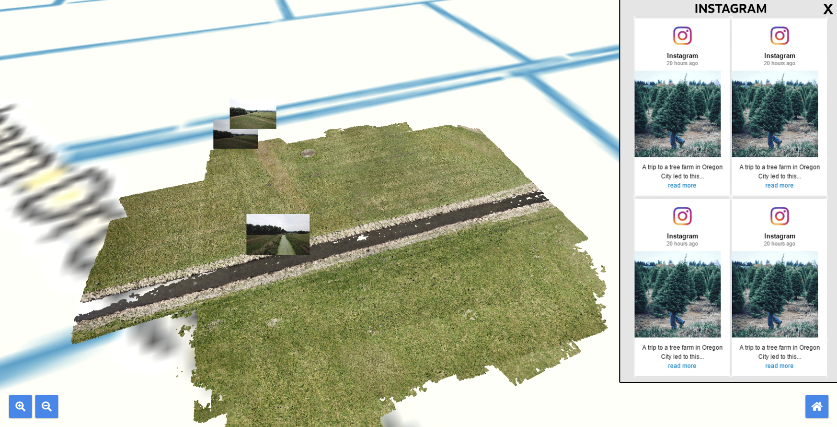 INSTAGRAM
X
Instagram
20 hours ago
A trip to a tree farm in Oregon
City led to this...
read more
Instagram
20 hours ago
A trip to a tree farm in Oregon
City led to this...
read more
Instagram
20 hours ago
A trip to a tree farm in Oregon
City led to this...
read more
Instagram
20 hours ago
A trip to a tree farm in Oregon
City led to this...
read more